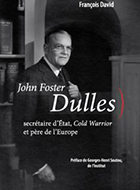 François David
John Foster
Dulles
secrétaire d'État, Cold Warrior
et père de l'Europe
Préface de Georges-Henri Soutou,
de l'Institut